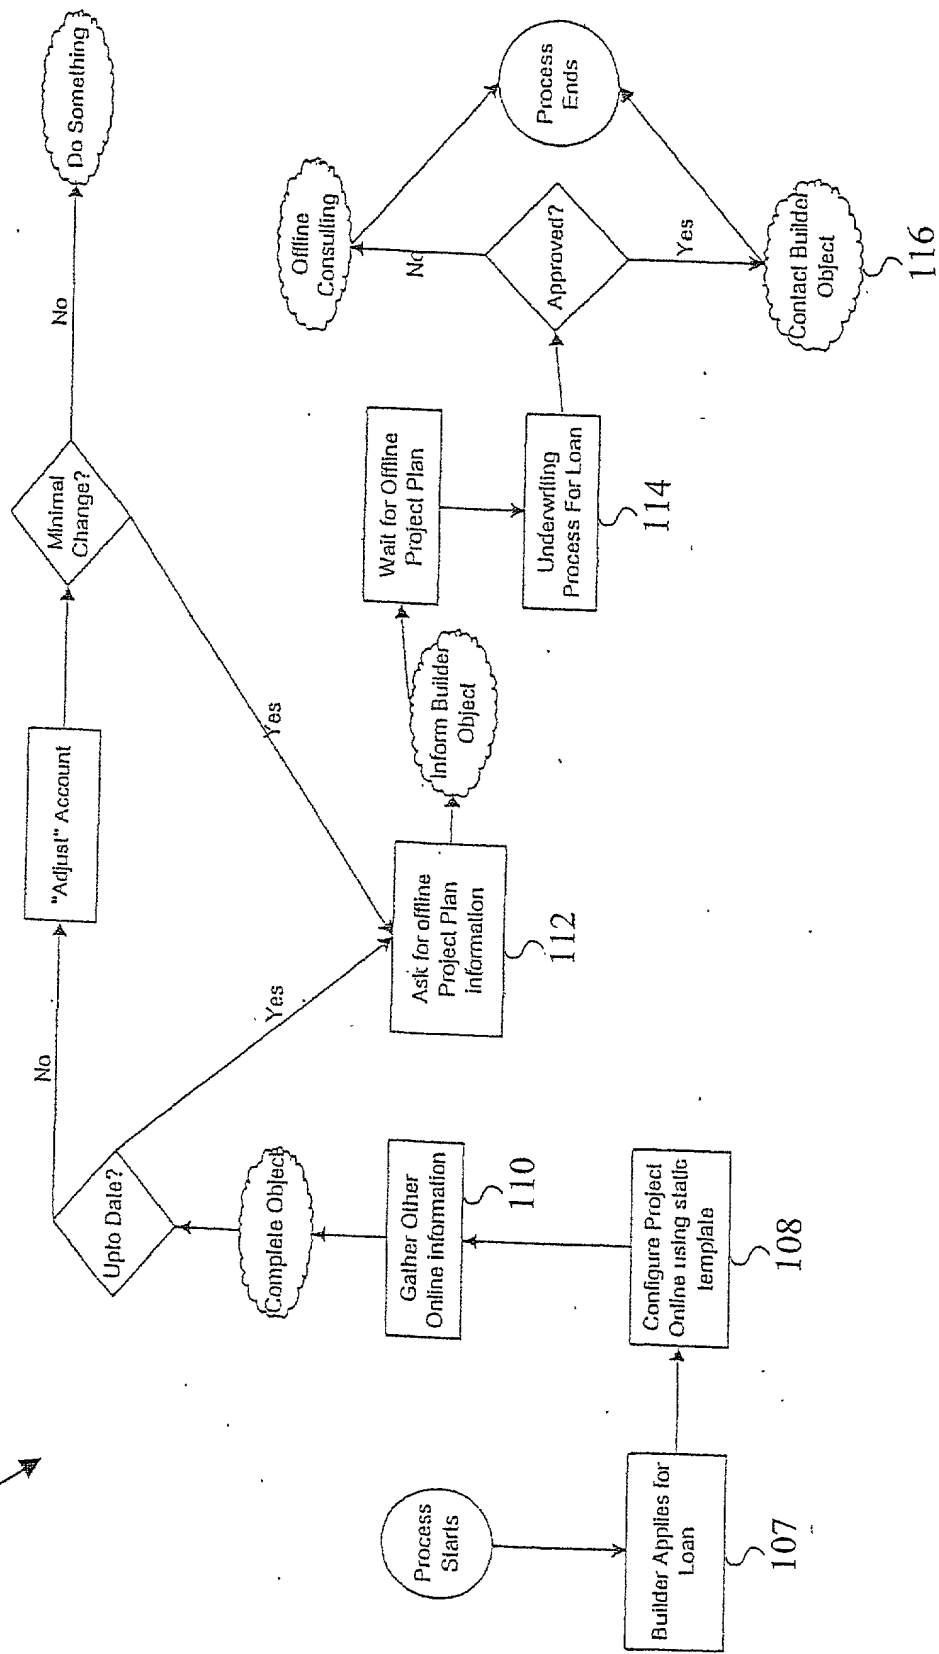 Process
Starts
Builder Applies for
Loan
107
Configure Project
Online using static
template
108
Gather Other
Online Information
110
Complete Object
Upto Date?
No
Yes
"Adjust" Account
Minimal
Change?
No
Yes
Do Something
Ask for offline
Project Plan
Information
112
Inform Builder
Object
Wait for Offline
Project Plan
Underwriting
Process For Loan
114
Approved?
No
Yes
Offline
Consulting
Contact Builder
Object
116
Process
Ends